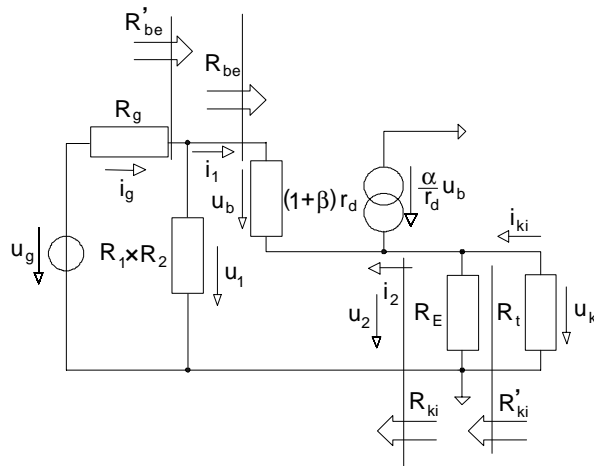 R'be
Rbe
Rg
ig
i1
ub
(1+β) rd
α/rd ub
iki
ug
R1×R2
u1
i2
u2
RE
Rt
uk
Rki
R'ki